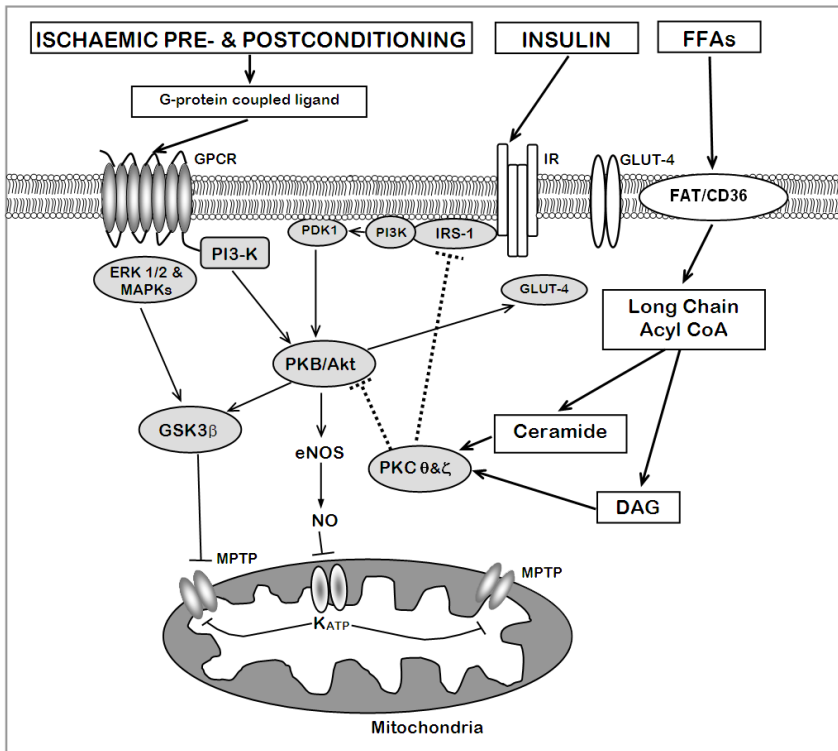 ISCHAEMIC PRE- & POSTCONDITIONING
INSULIN
FFAs
G-protein coupled ligand
GPCR
IR
GLUT-4
FAT/CD36
PDK1
PI3K
IRS-1
PI3-K
ERK 1/2 &
MAPKs
GLUT-4
Long Chain
Acyl CoA
PKB/Akt
GSK3β
Ceramide
eNOS
PKC θ&ζ
DAG
NO
MPTP
MPTP
KATP
Mitochondria